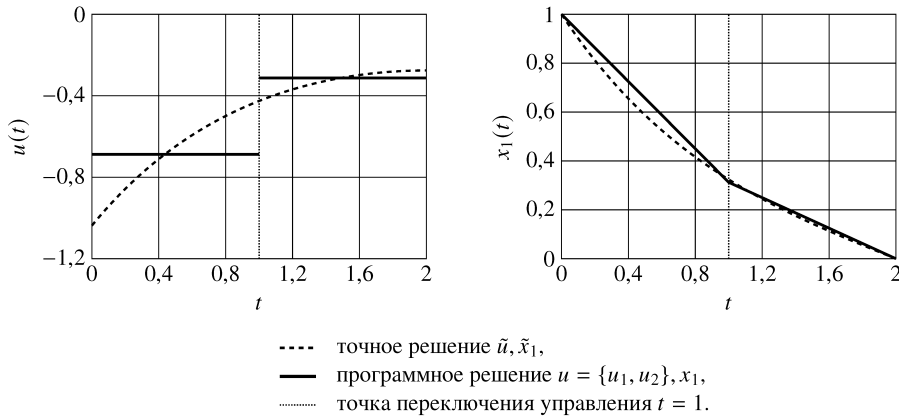 0
−0,4
−0,8
−1,2
u(t)
0 0,4 0,8 1,2 1,6 2
t
1
0,8
0,6
0,4
0,2
0
x₁(t)
0 0,4 0,8 1,2 1,6 2
t
точное решение ũ, x̃₁,
программное решение u = {u₁, u₂}, x₁,
точка переключения управления t = 1.